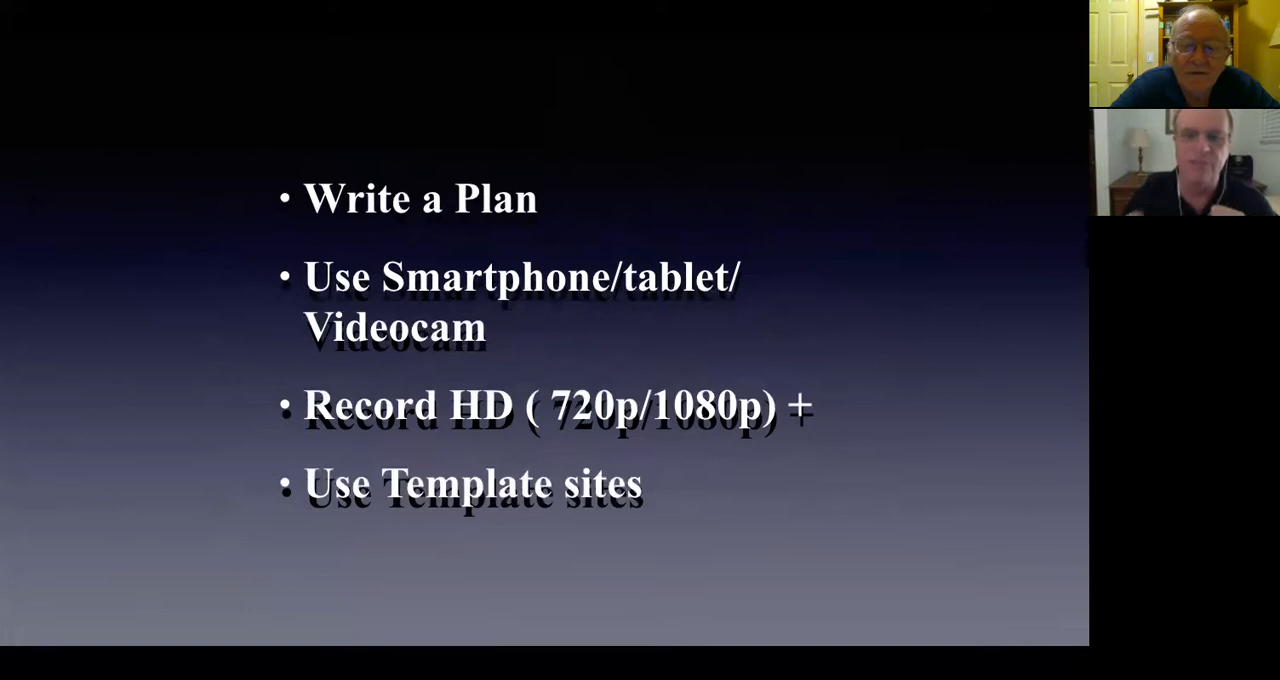 • Write a Plan
• Use Smartphone/tablet/
Videocam
• Record HD ( 720p/1080p) +
• Use Template sites